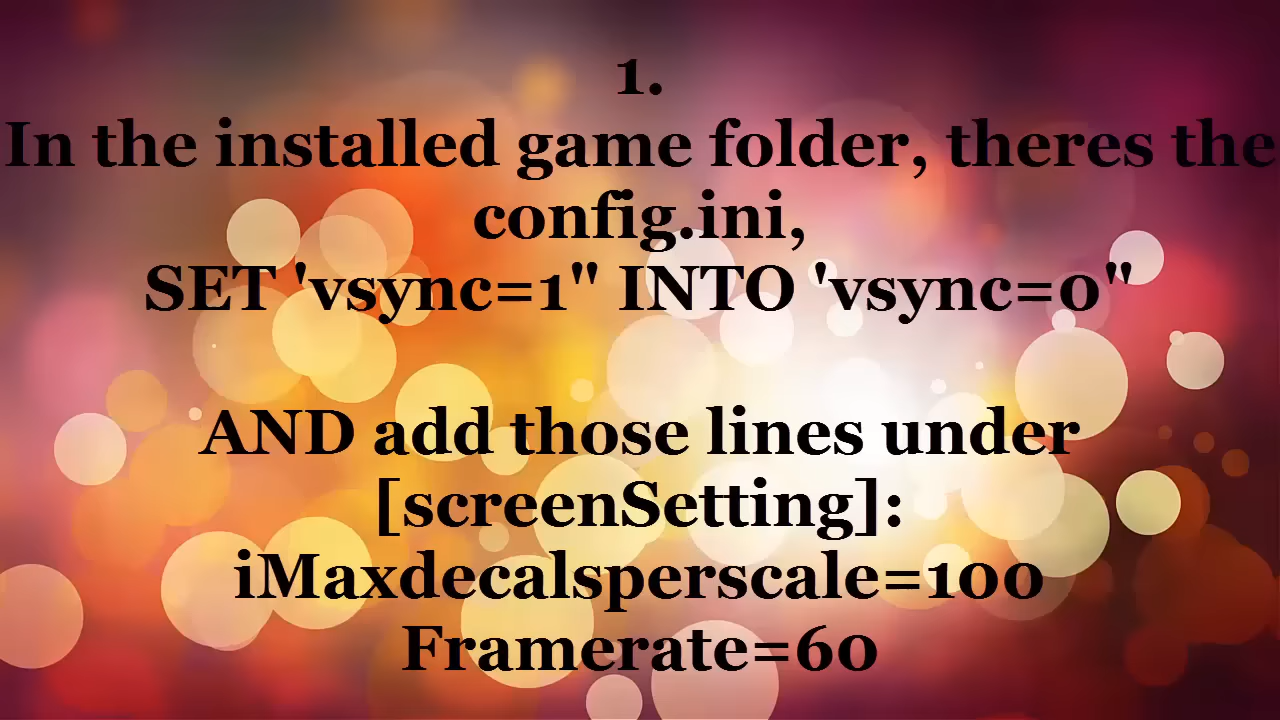 1.
In the installed game folder, theres the
config.ini,
SET 'vsync=1" INTO 'vsync=0"
AND add those lines under
[screenSetting]:
iMaxdecalsperscale=100
Framerate=60